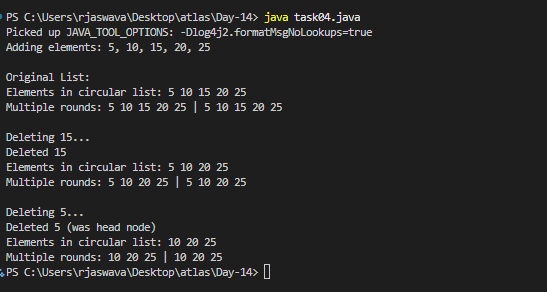 PS C:\Users\rjaswava\Desktop\atlas\Day-14> java task04.java
Picked up JAVA_TOOL_OPTIONS: -Dlog4j2.formatMsgNoLookups=true
Adding elements: 5, 10, 15, 20, 25
Original List:
Elements in circular list: 5 10 15 20 25
Multiple rounds: 5 10 15 20 25 | 5 10 15 20 25
Deleting 15...
Deleted 15
Elements in circular list: 5 10 20 25
Multiple rounds: 5 10 20 25 | 5 10 20 25
Deleting 5...
Deleted 5 (was head node)
Elements in circular list: 10 20 25
Multiple rounds: 10 20 25 | 10 20 25
PS C:\Users\rjaswava\Desktop\atlas\Day-14>